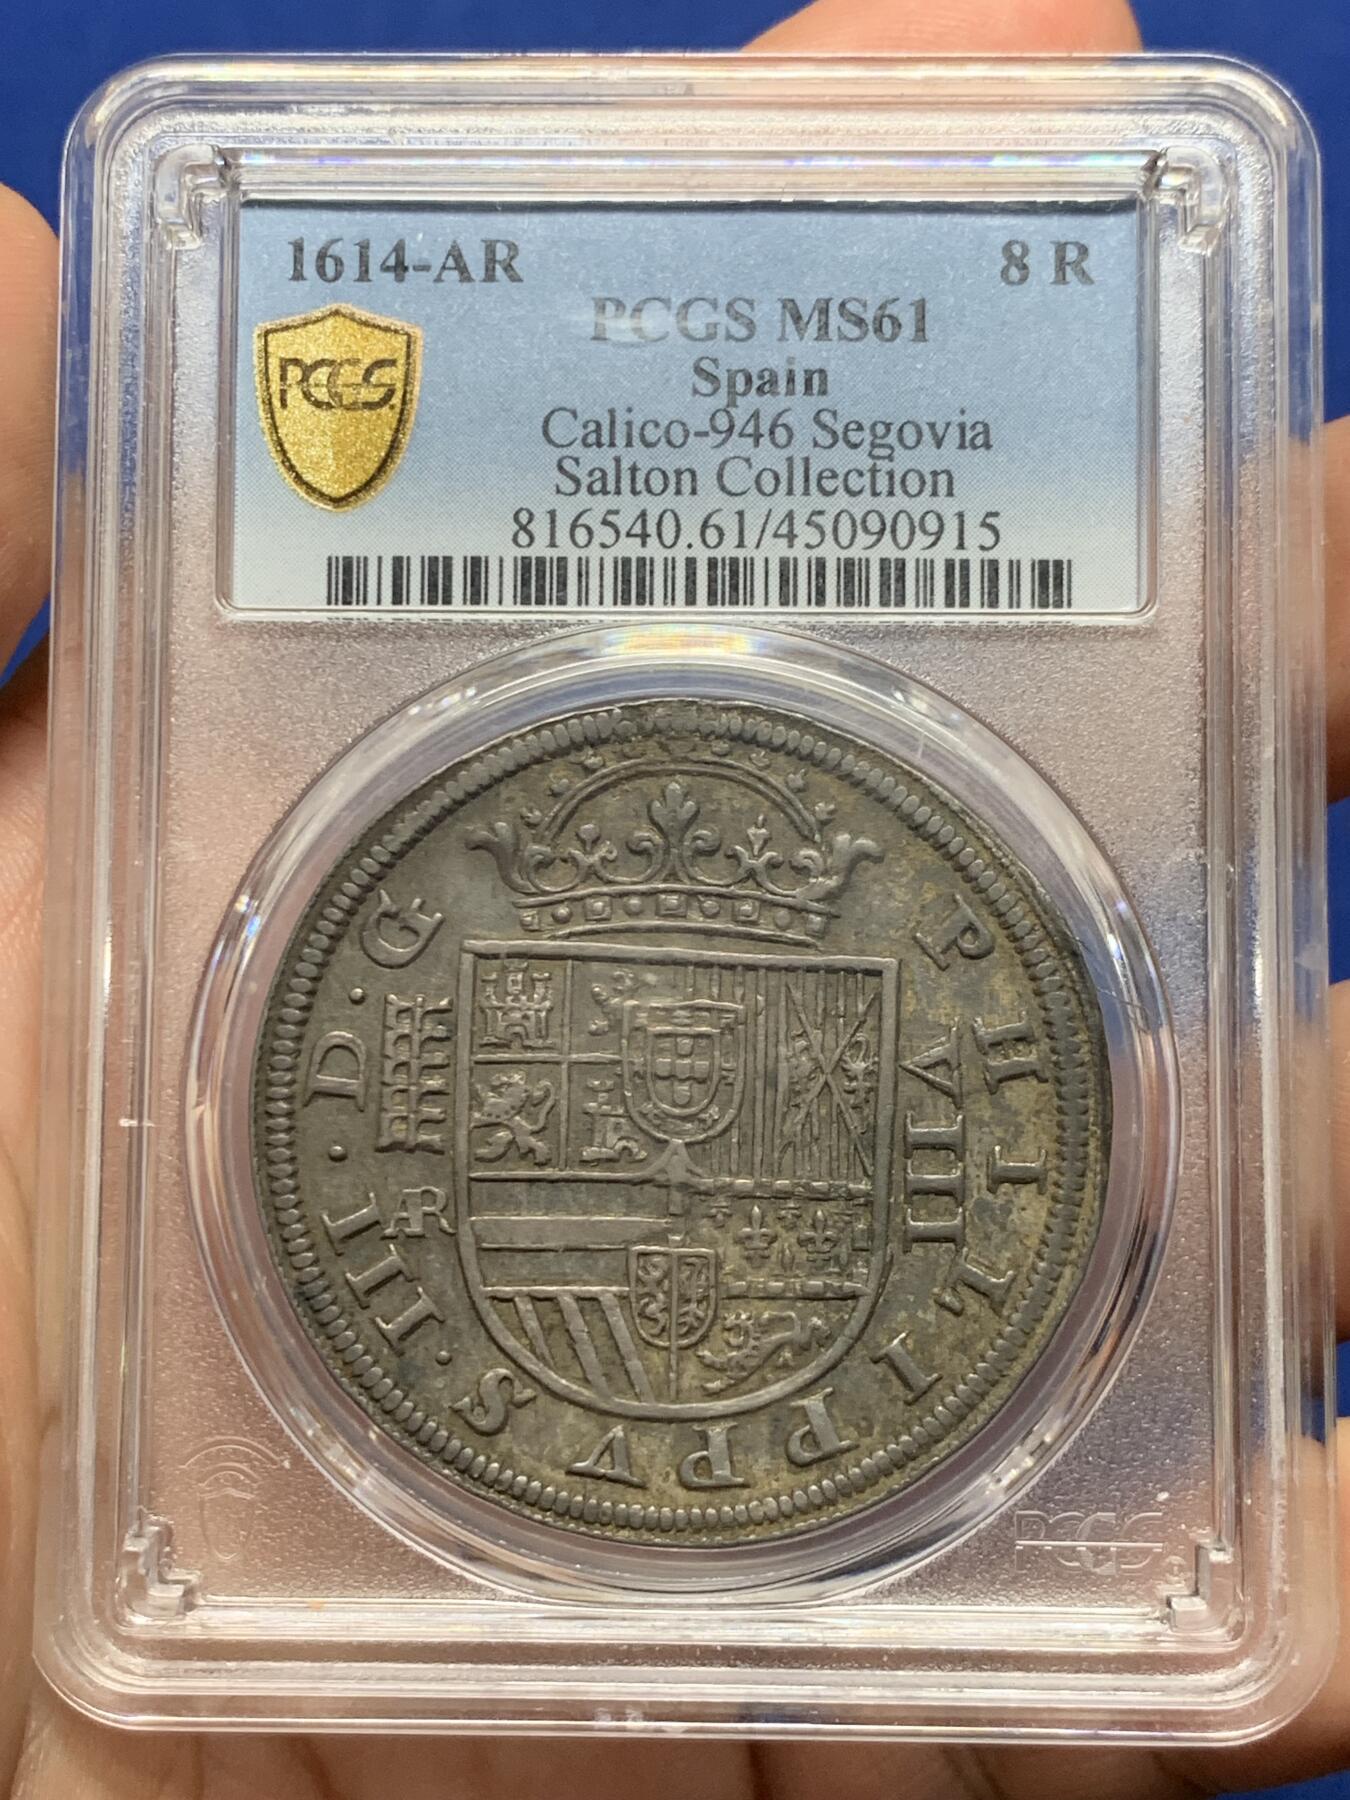 1614-AR 8 R
PCGS MS61
PCGS
Spain
Calico-946 Segovia
Salton Collection
816540.61/45090915
PHILIPPVS·III·D·G
AR
VIII
PCGS